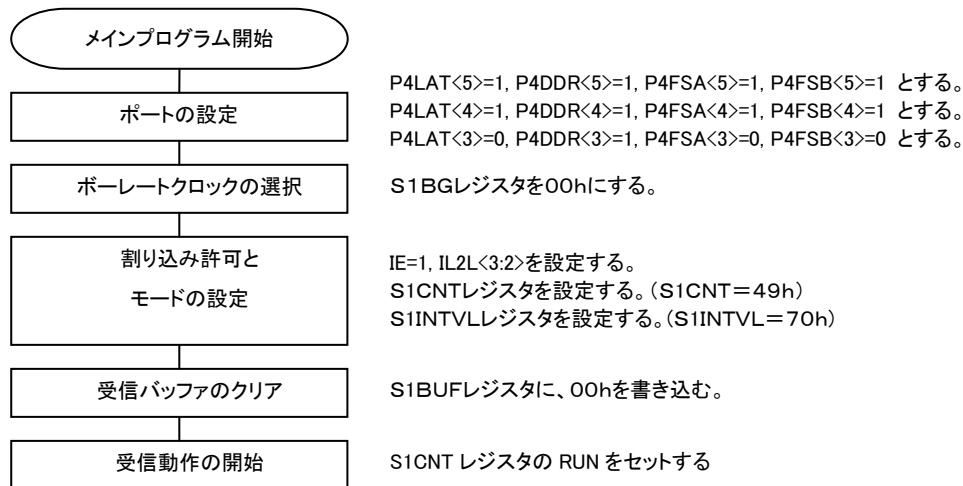 メインプログラム開始
P4LAT<5>=1, P4DDR<5>=1, P4FSA<5>=1, P4FSB<5>=1 とする。
ポートの設定
P4LAT<4>=1, P4DDR<4>=1, P4FSA<4>=1, P4FSB<4>=1 とする。
P4LAT<3>=0, P4DDR<3>=1, P4FSA<3>=0, P4FSB<3>=0 とする。
ボーレートクロックの選択
S1BGレジスタを00hにする。
割り込み許可と
モードの設定
IE=1, IL2L<3:2>を設定する。
S1CNTレジスタを設定する。(S1CNT=49h)
S1INTVLレジスタを設定する。(S1INTVL=70h)
受信バッファのクリア
S1BUFレジスタに、00hを書き込む。
受信動作の開始
S1CNT レジスタの RUN をセットする